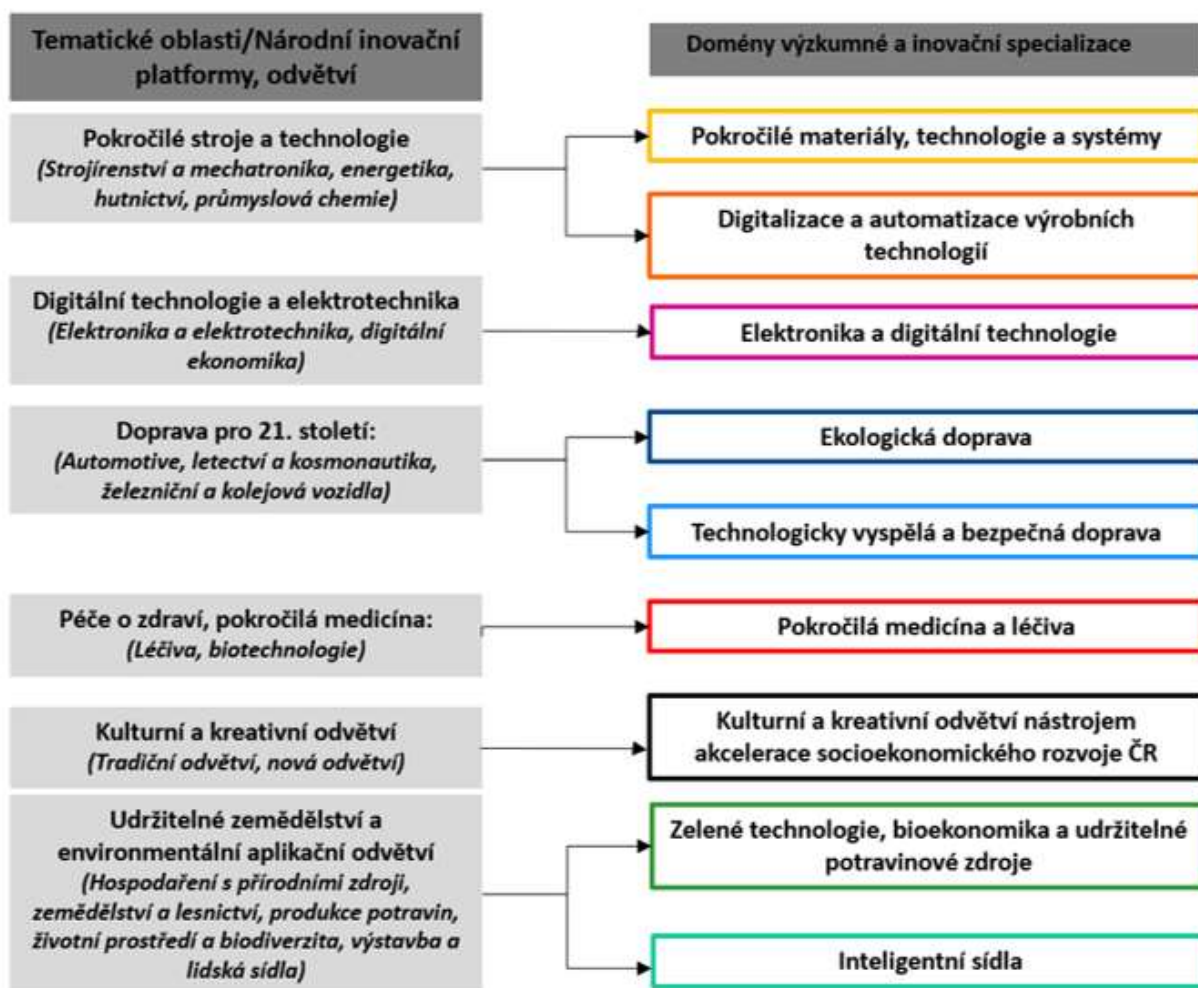 Tematické oblasti/Národní inovační
platformy, odvětví
Domény výzkumné a inovační specializace
Pokročilé stroje a technologie
(Strojírenství a mechatronika, energetika,
hutnictví, průmyslová chemie)
Pokročilé materiály, technologie a systémy
Digitalizace a automatizace výrobních
technologií
Digitální technologie a elektrotechnika
(Elektronika a elektrotechnika, digitální
ekonomika)
Elektronika a digitální technologie
Doprava pro 21. století:
(Automotive, letectví a kosmonautika,
železniční a kolejová vozidla)
Ekologická doprava
Technologicky vyspělá a bezpečná doprava
Péče o zdraví, pokročilá medicína:
(Léčiva, biotechnologie)
Pokročilá medicína a léčiva
Kulturní a kreativní odvětví
(Tradiční odvětví, nová odvětví)
Kulturní a kreativní odvětví nástrojem
akcelerace socioekonomického rozvoje ČR
Udržitelné zemědělství a
environmentální aplikační odvětví
(Hospodaření s přírodními zdroji,
zemědělství a lesnictví, produkce potravin,
životní prostředí a biodiverzita, výstavba a
lidská sídla)
Zelené technologie, bioekonomika a udržitelné
potravinové zdroje
Inteligentní sídla